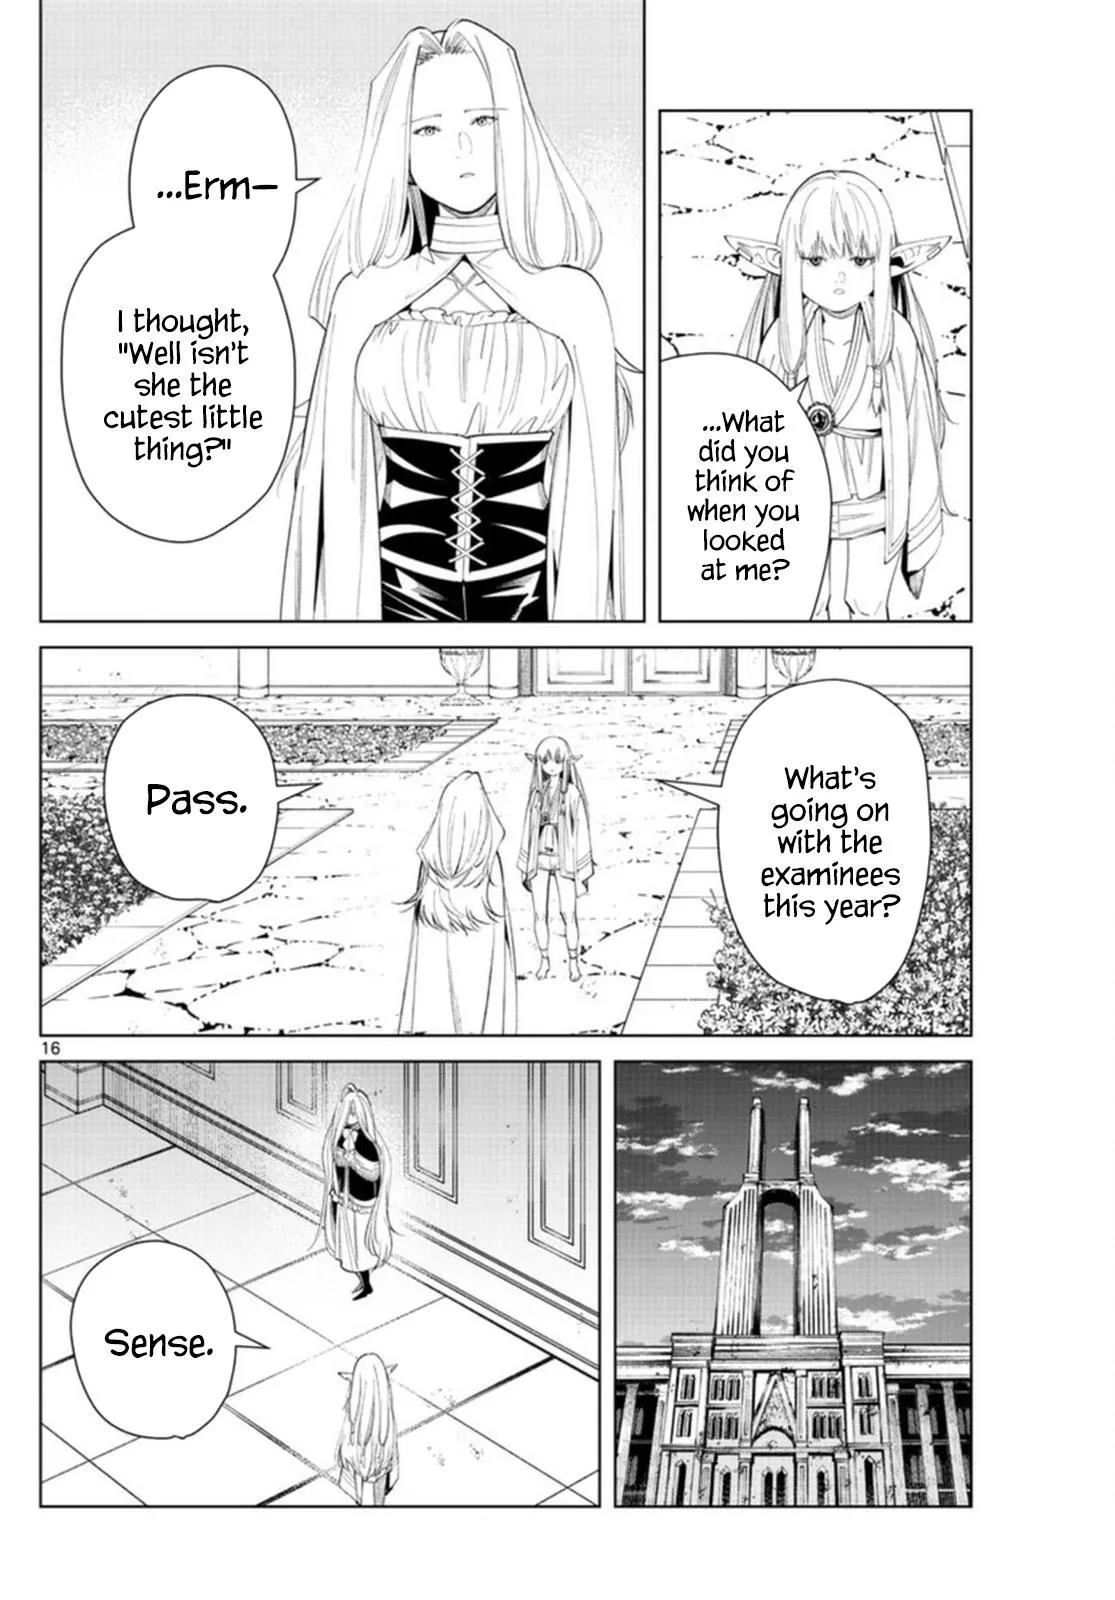 ...What
did you
think of
when you
looked
at me?
...Erm—
I thought,
"Well isn't
she the
cutest little
thing?"
What's
going on
with the
examinees
this year?
Pass.
16
Sense.